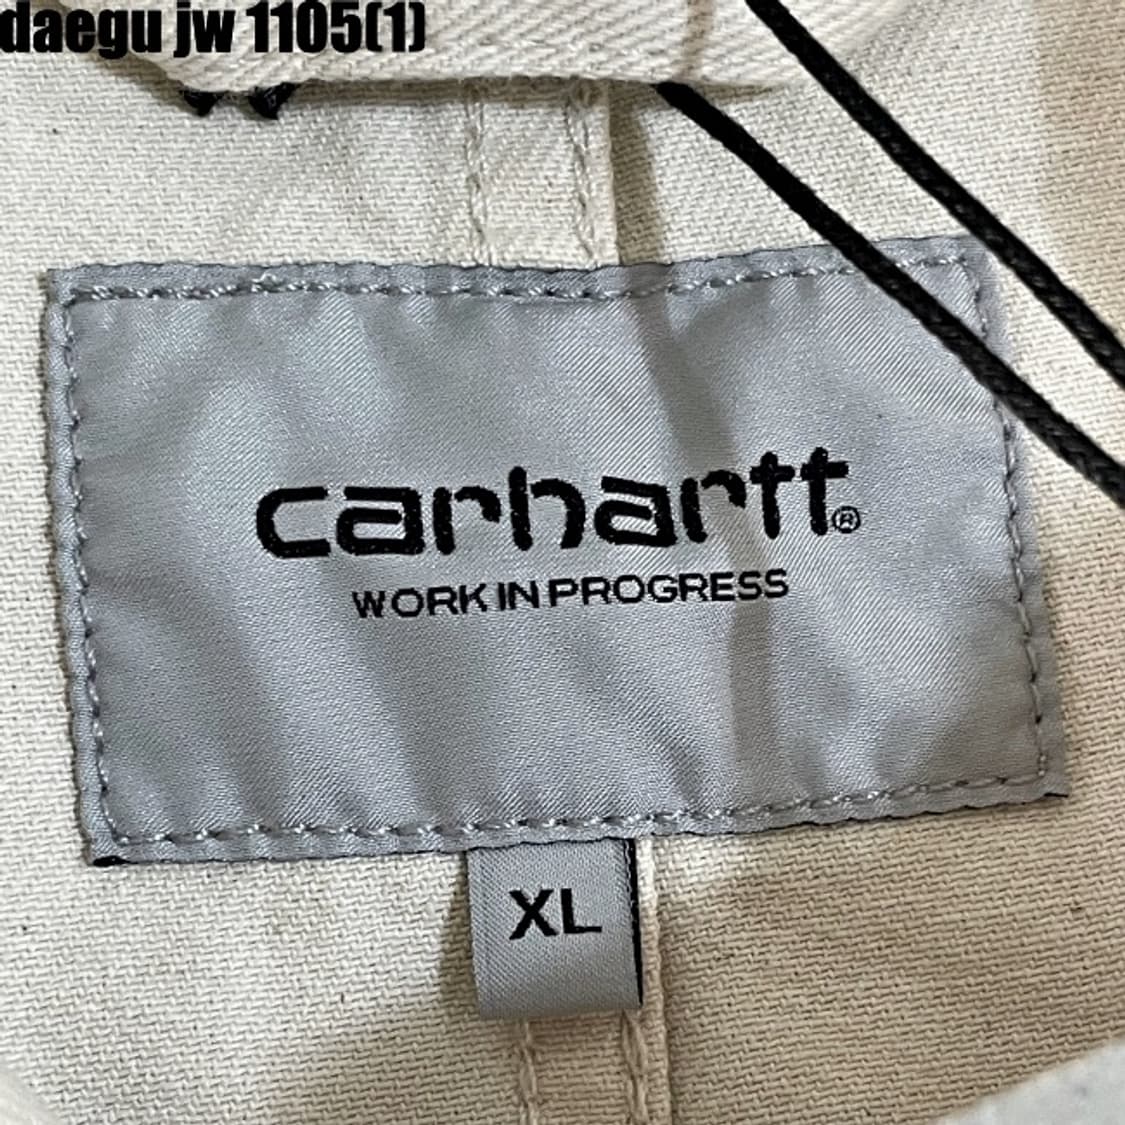 daegu jw 1105(1)
carhartt®
WORK IN PROGRESS
XL